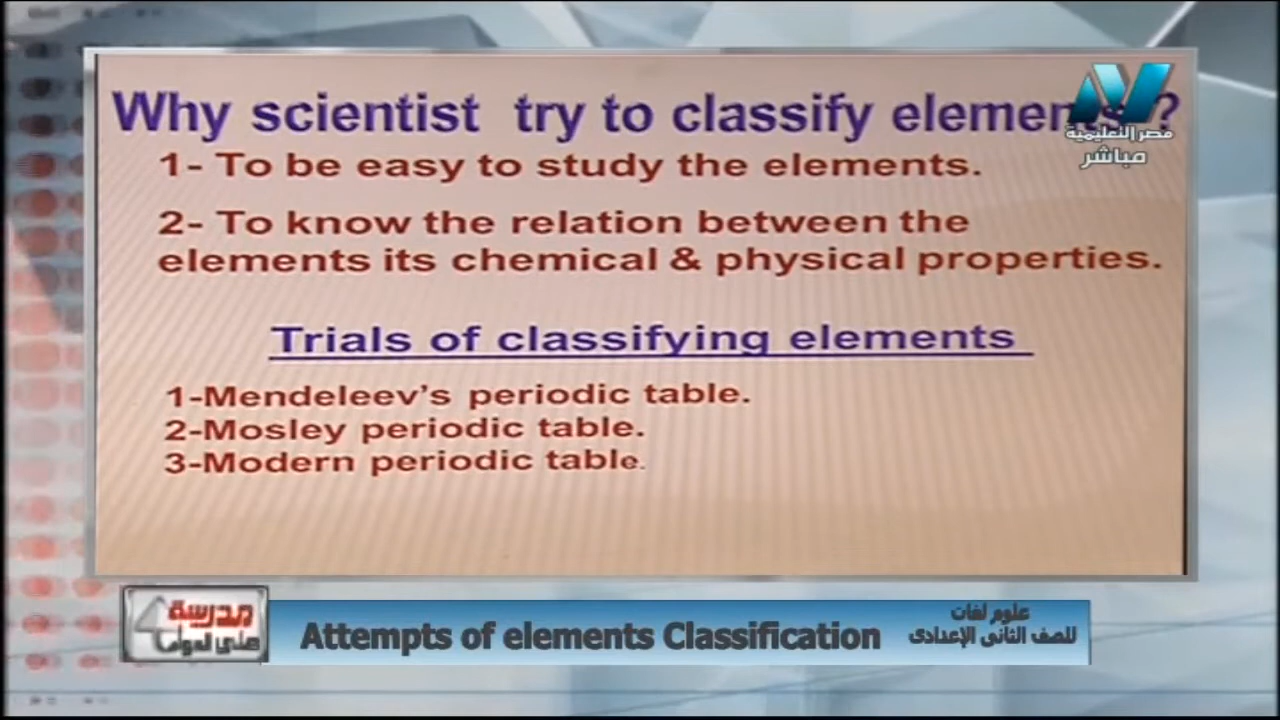 Why scientist try to classify elements ?
مصر التعليمية
مباشر
1- To be easy to study the elements.
2- To know the relation between the
elements its chemical & physical properties.
Trials of classifying elements
1-Mendeleev's periodic table.
2-Mosley periodic table.
3-Modern periodic table.
مدرسة
على الهواء
Attempts of elements Classification
علوم لغات
للصف الثانى الإعدادى